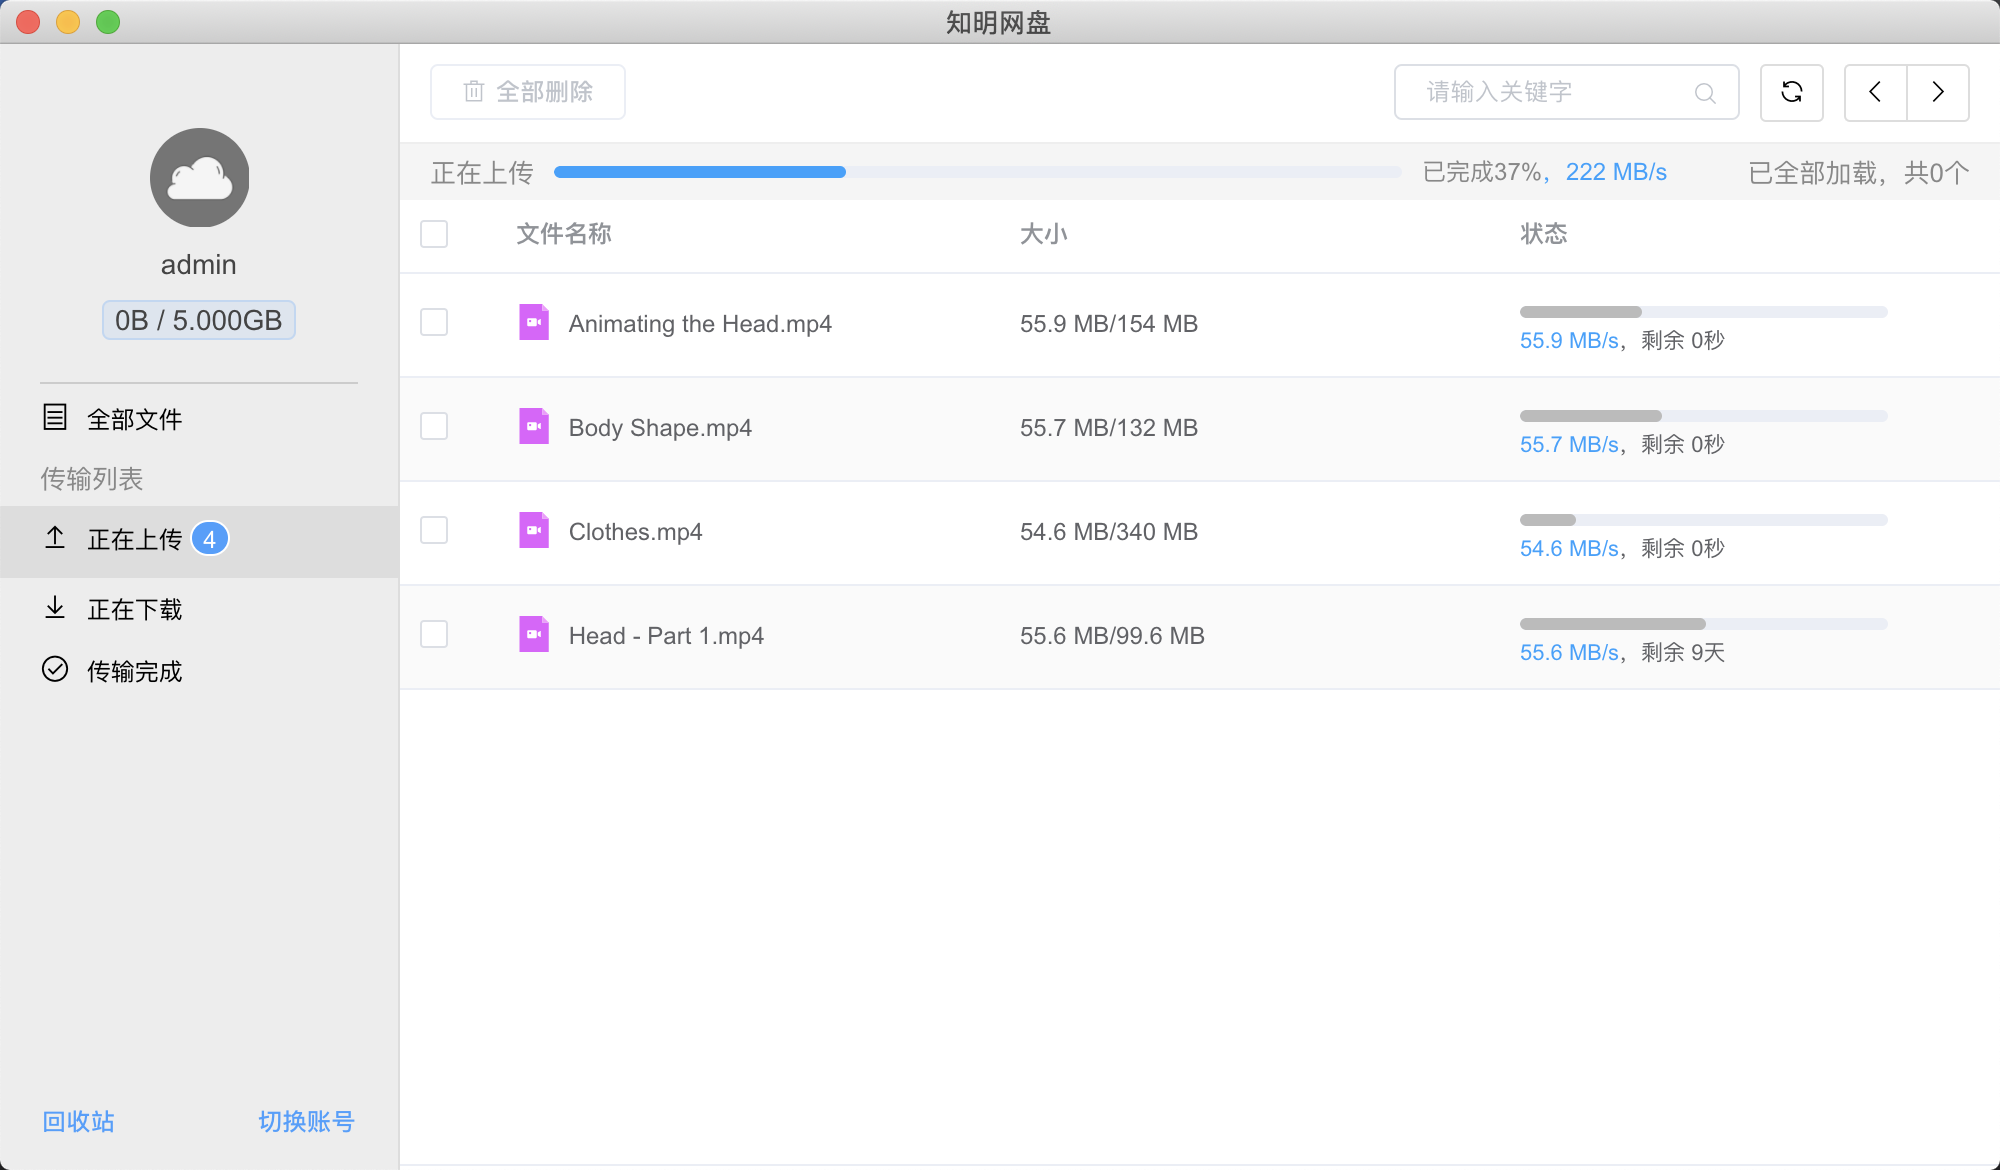 知明网盘
admin
0B / 5.000GB
全部文件
传输列表
正在上传 4
正在下载
传输完成
回收站 切换账号
全部删除 请输入关键字
正在上传 已完成37%，222 MB/s 已全部加载，共0个
文件名称 大小 状态
Animating the Head.mp4 55.9 MB/154 MB
55.9 MB/s，剩余 0秒
Body Shape.mp4 55.7 MB/132 MB
55.7 MB/s，剩余 0秒
Clothes.mp4 54.6 MB/340 MB
54.6 MB/s，剩余 0秒
Head - Part 1.mp4 55.6 MB/99.6 MB
55.6 MB/s，剩余 9天